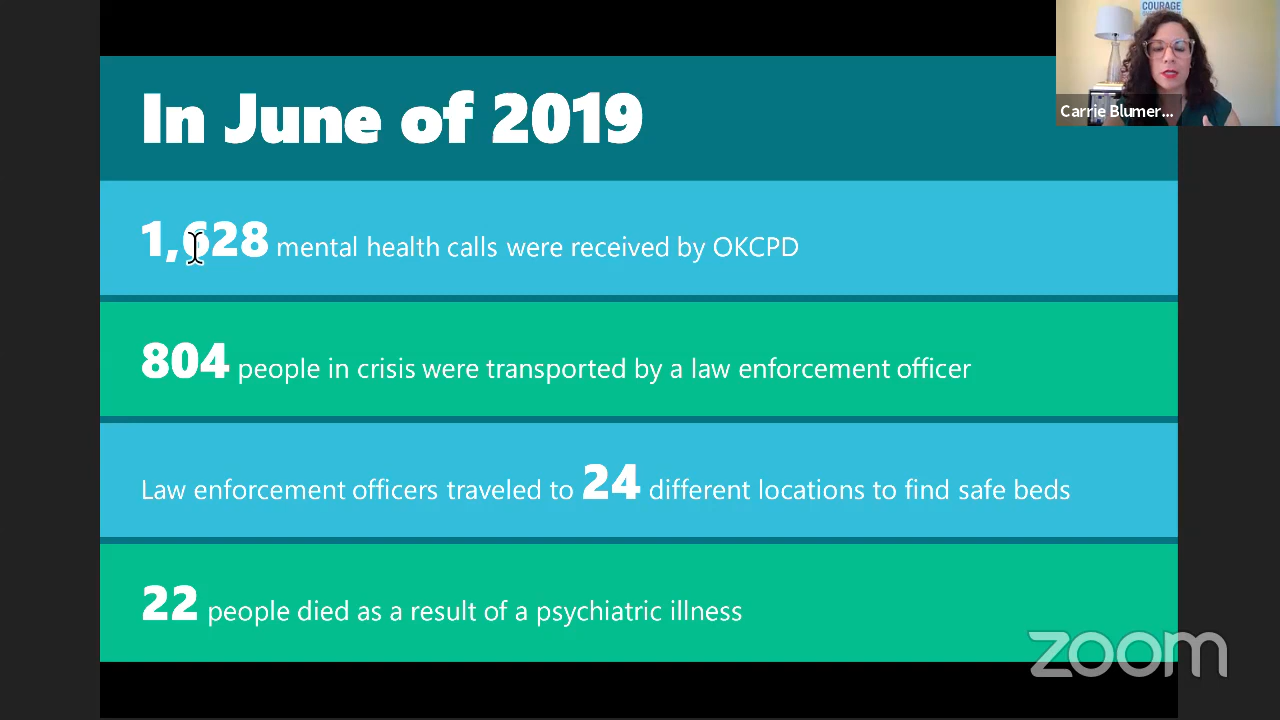 COURAGE
Carrie Blumer...
In June of 2019
1,628 mental health calls were received by OKCPD
804 people in crisis were transported by a law enforcement officer
Law enforcement officers traveled to 24 different locations to find safe beds
22 people died as a result of a psychiatric illness
zoom